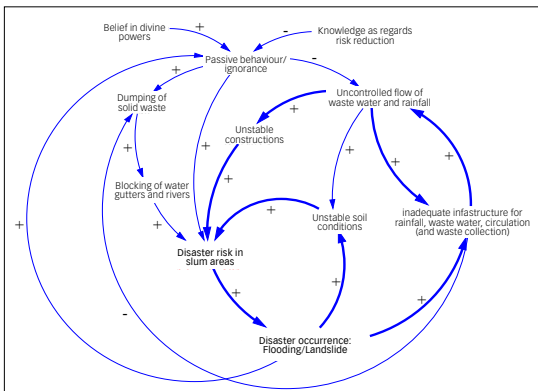 Belief in divine
powers
+
-
Knowledge as regards
risk reduction
Passive behaviour/
ignorance
+
-
Dumping of
solid waste
Uncontrolled flow of
waste water and rainfall
+
Unstable
constructions
+
+
+
+
+
Blocking of water
gutters and rivers
+
+
+
Unstable soil
conditions
inadequate infastructure for
rainfall, waste water, circulation
(and waste collection)
+
+
Disaster risk in
slum areas
+
+
+
-
Disaster occurrence:
Flooding/Landslide